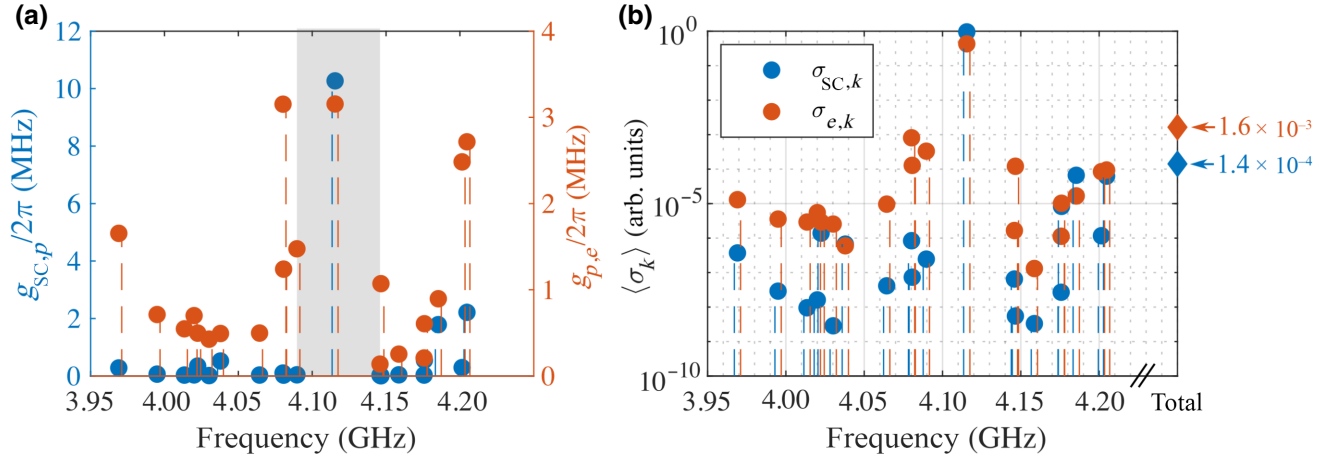 (a)
12
10
8
6
4
2
0
g_SC,p/2π (MHz)
4
3
2
1
0
g_p,e/2π (MHz)
3.95 4.00 4.05 4.10 4.15 4.20
Frequency (GHz)
(b)
10^0
10^−5
10^−10
⟨σ_k⟩ (arb. units)
σ_SC,k
σ_e,k
1.6 × 10^−3
1.4 × 10^−4
3.95 4.00 4.05 4.10 4.15 4.20 Total
Frequency (GHz)